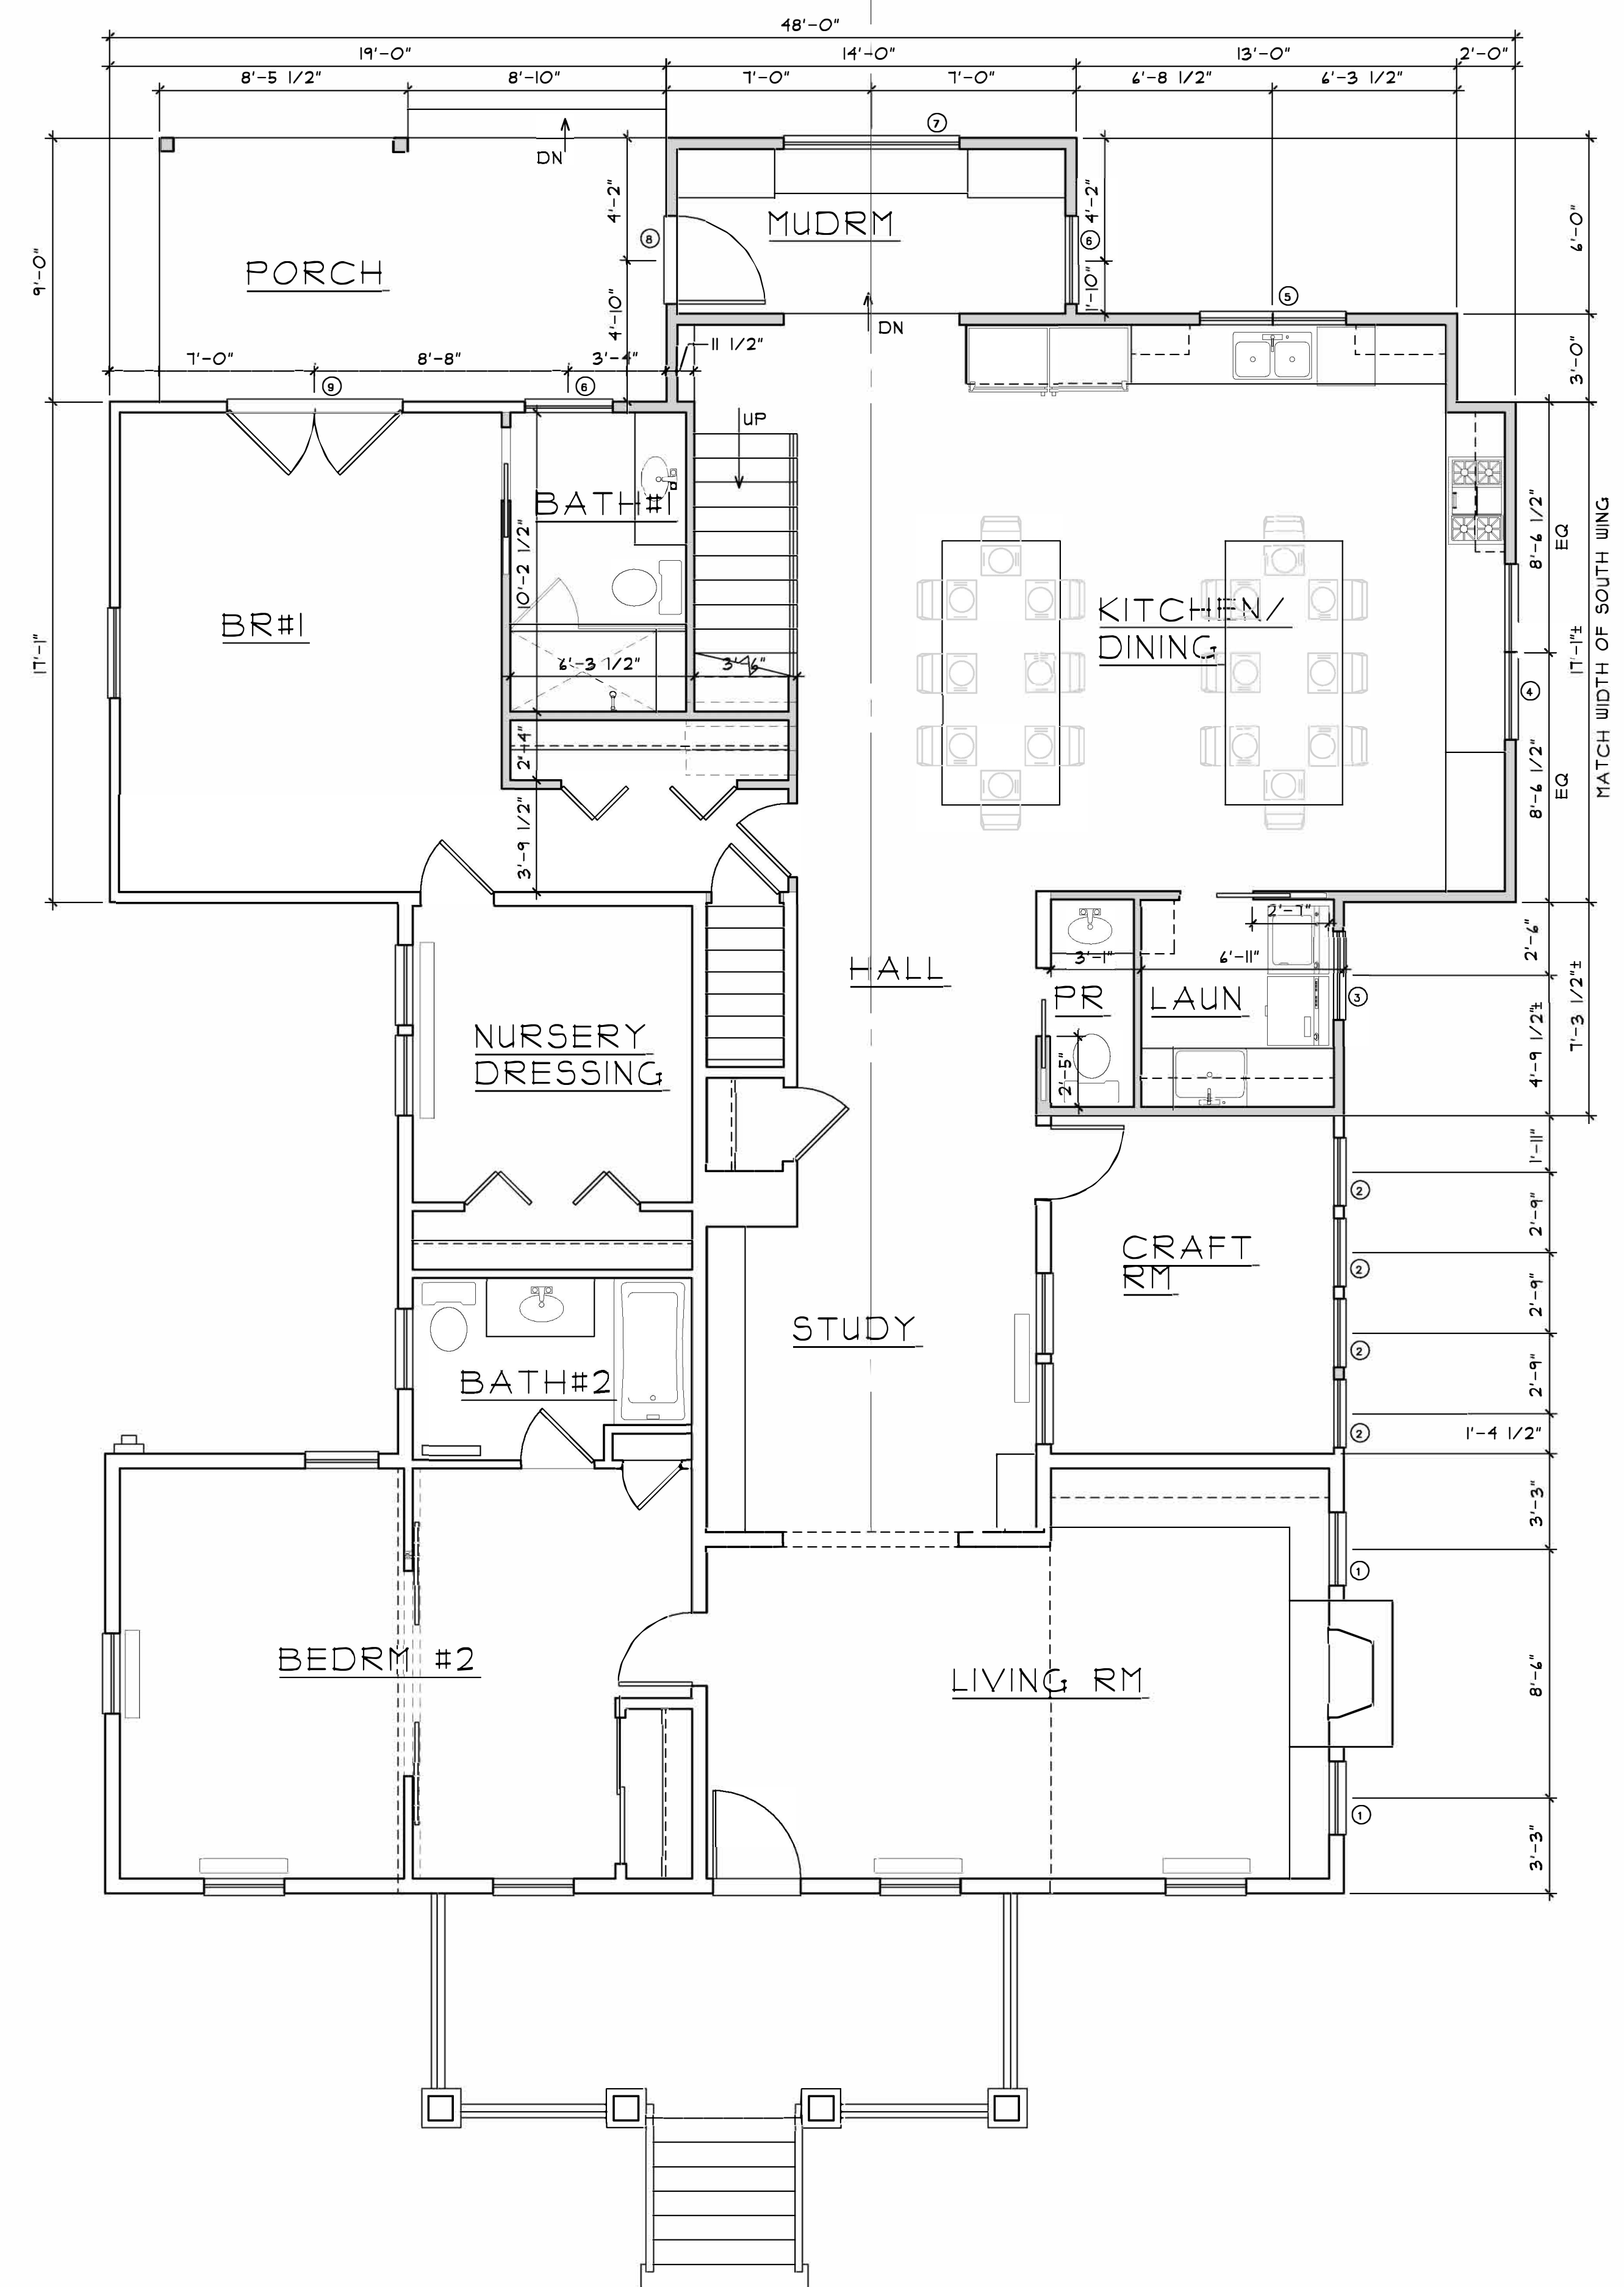 48'-0"
19'-0"
14'-0"
13'-0"
2'-0"
8'-5 1/2"
8'-10"
7'-0"
7'-0"
6'-8 1/2"
6'-3 1/2"
7
DN
4'-2"
4'-2"
6'-0"
MUDRM
8
6
9'-0"
PORCH
4'-10"
1'-10"
5
DN
11 1/2"
3'-0"
7'-0"
8'-8"
3'-4"
9
6
UP
BATH#1
10'-2 1/2"
8'-6 1/2"
EQ
MATCH WIDTH OF SOUTH WING
BR#1
KITCHEN/
DINING
17'-1"
17'-1"±
6'-3 1/2"
3'-6"
4
2'-4"
8'-6 1/2"
EQ
3'-9 1/2"
2'-7"
2'-6"
HALL
3'-1"
6'-11"
PR
LAUN
3
7'-3 1/2"±
4'-9 1/2"±
NURSERY
DRESSING
2'-5"
1'-11"
2
2'-9"
CRAFT
RM
2
2'-9"
STUDY
2
2'-9"
BATH#2
2
1'-4 1/2"
3'-3"
1
BEDRM #2
LIVING RM
8'-6"
1
3'-3"